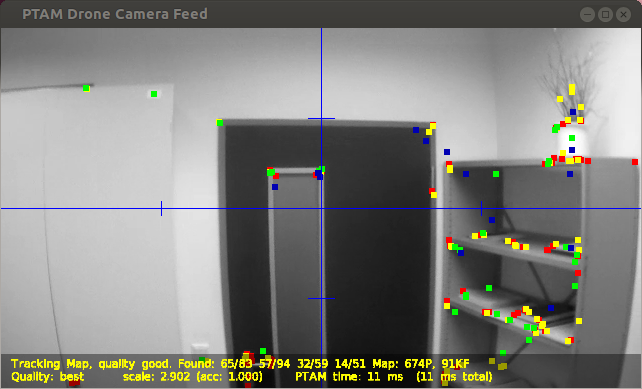 PTAM Drone Camera Feed
Tracking Map, quality good. Found: 65/83 57/94 32/59 14/51 Map: 674P, 91KF
Quality: best scale: 2.902 (acc: 1.000) PTAM time: 11 ms (11 ms total)